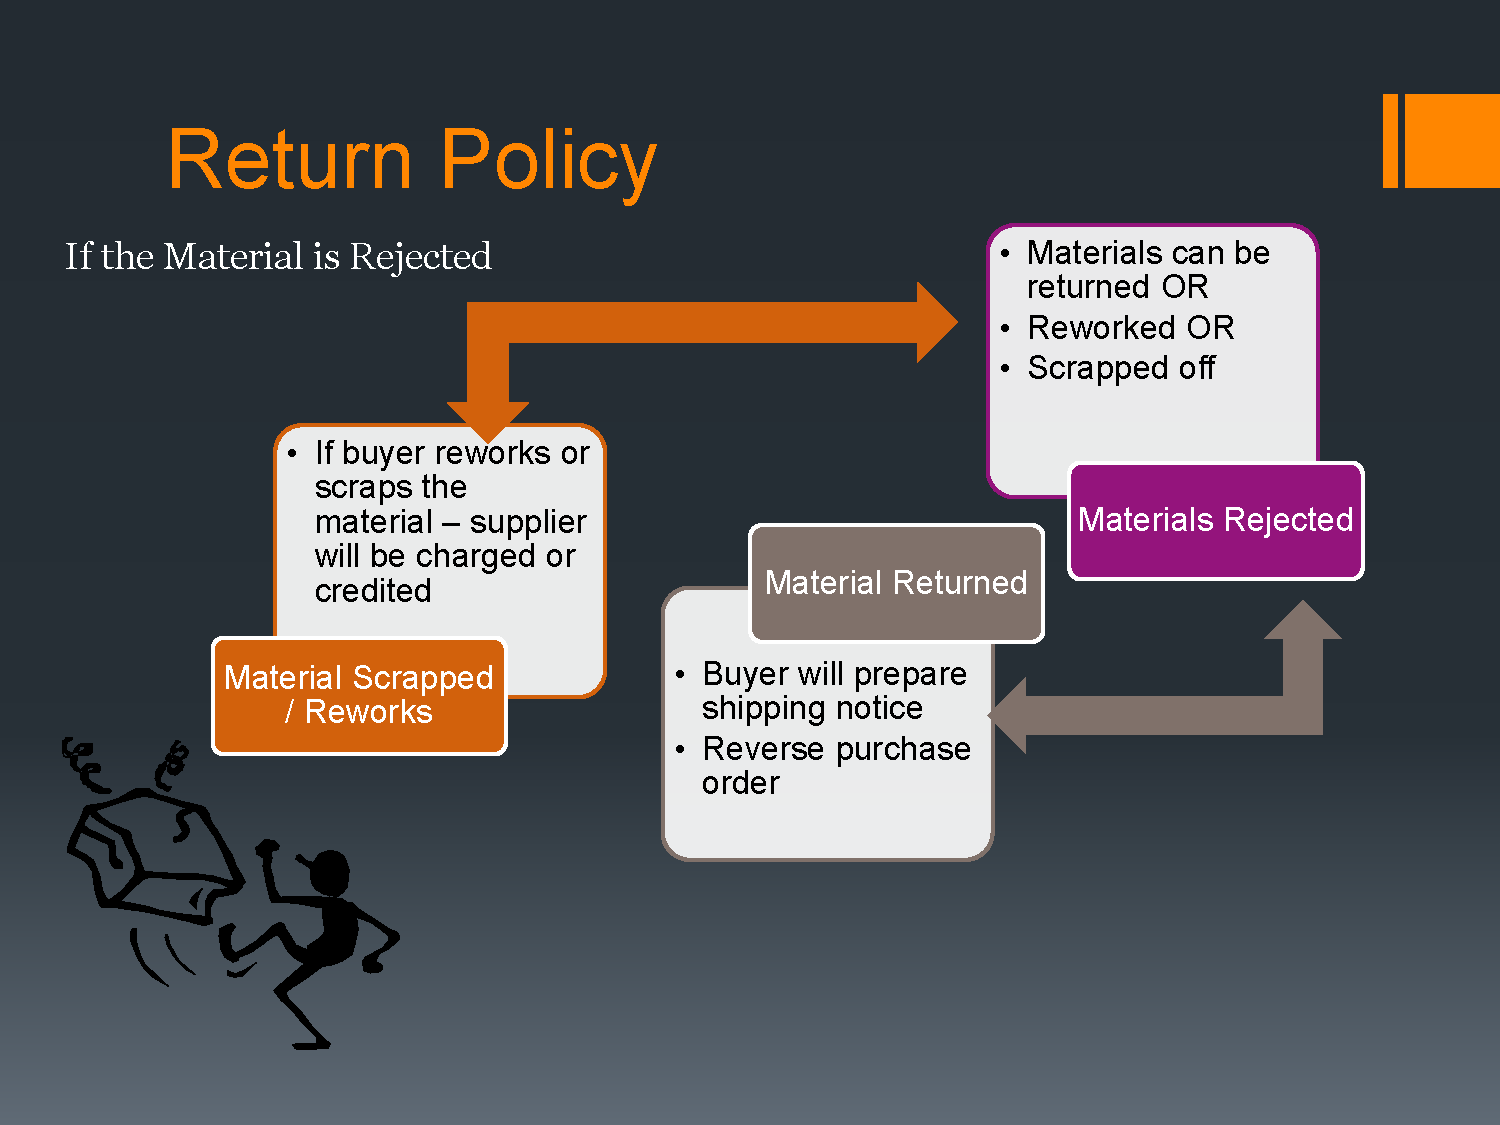 Return Policy
If the Material is Rejected
• Materials can be
returned OR
• Reworked OR
• Scrapped off
Materials Rejected
• If buyer reworks or
scraps the
material – supplier
will be charged or
credited
Material Scrapped
/ Reworks
Material Returned
• Buyer will prepare
shipping notice
• Reverse purchase
order